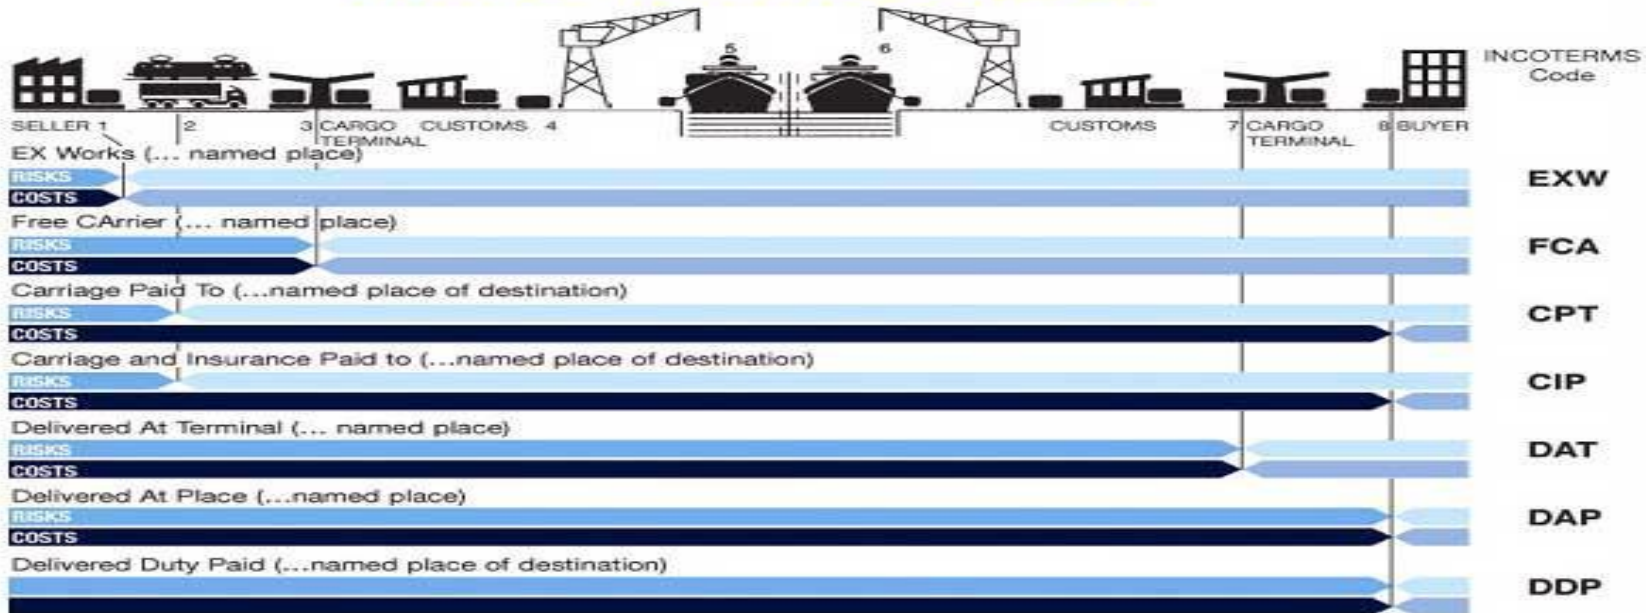 5 6
INCOTERMS
Code
SELLER 1 2 3 CARGO TERMINAL CUSTOMS 4 CUSTOMS 7 CARGO TERMINAL 8 BUYER
EX Works (... named place)
RISKS
COSTS
EXW
Free CArrier (... named place)
RISKS
COSTS
FCA
Carriage Paid To (...named place of destination)
RISKS
COSTS
CPT
Carriage and Insurance Paid to (...named place of destination)
RISKS
COSTS
CIP
Delivered At Terminal (... named place)
RISKS
COSTS
DAT
Delivered At Place (...named place)
RISKS
COSTS
DAP
Delivered Duty Paid (...named place of destination)
DDP